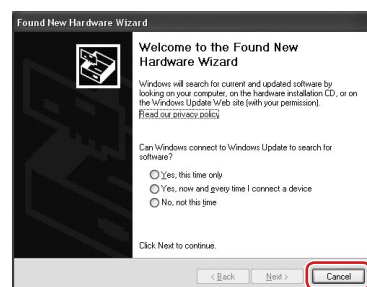 Found New Hardware Wizard
Welcome to the Found New
Hardware Wizard
Windows will search for current and updated software by
looking on your computer, on the hardware installation CD, or on
the Windows Update Web site (with your permission).
Read our privacy policy
Can Windows connect to Windows Update to search for
software?
Yes, this time only
Yes, now and every time I connect a device
No, not this time
Click Next to continue.
< Back Next > Cancel